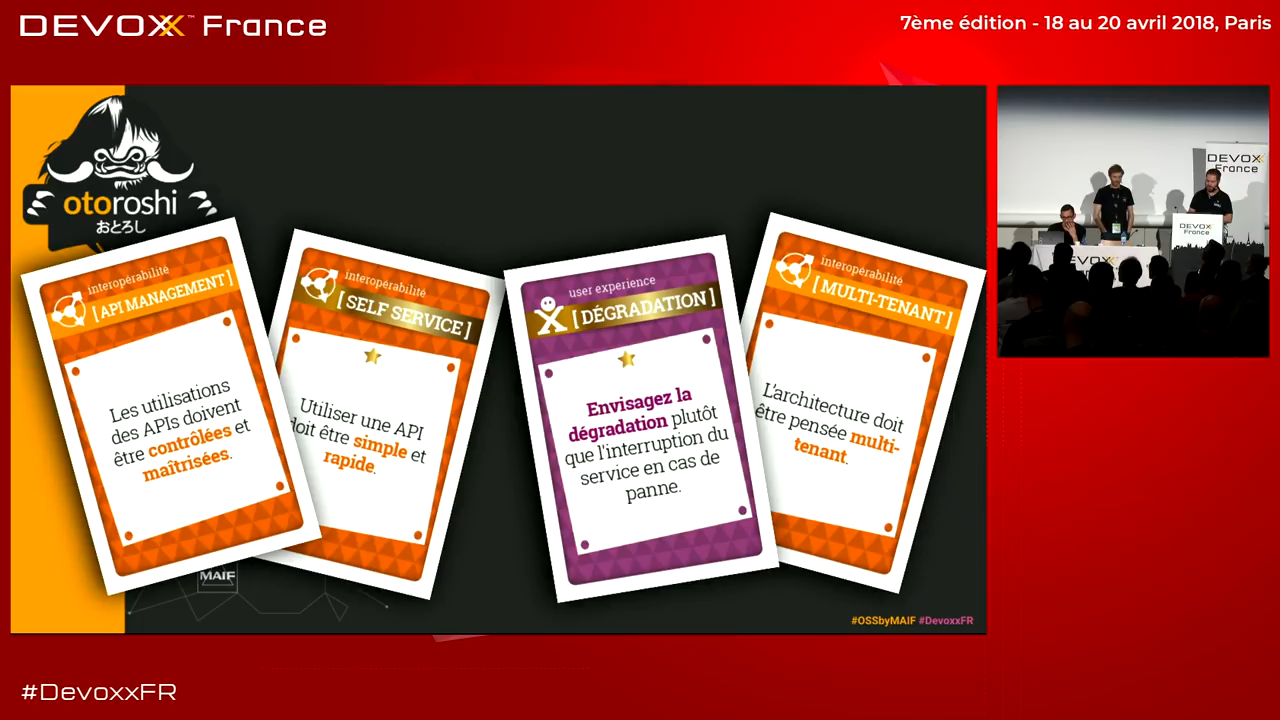 DEVOXX™ France
7ème édition - 18 au 20 avril 2018, Paris
otoroshi
おとろし
interopérabilité
[ API MANAGEMENT ]
Les utilisations
des APIs doivent
être contrôlées et
maîtrisées.
interopérabilité
[ SELF SERVICE ]
Utiliser une API
doit être simple et
rapide.
user experience
[ DÉGRADATION ]
Envisagez la
dégradation plutôt
que l'interruption du
service en cas de
panne.
interopérabilité
[ MULTI-TENANT ]
L'architecture doit
être pensée multi-
tenant.
MAIF
#OSSbyMAIF #DevoxxFR
DEVOXX
France
DEVOXX
France
DEVOXX
#DevoxxFR